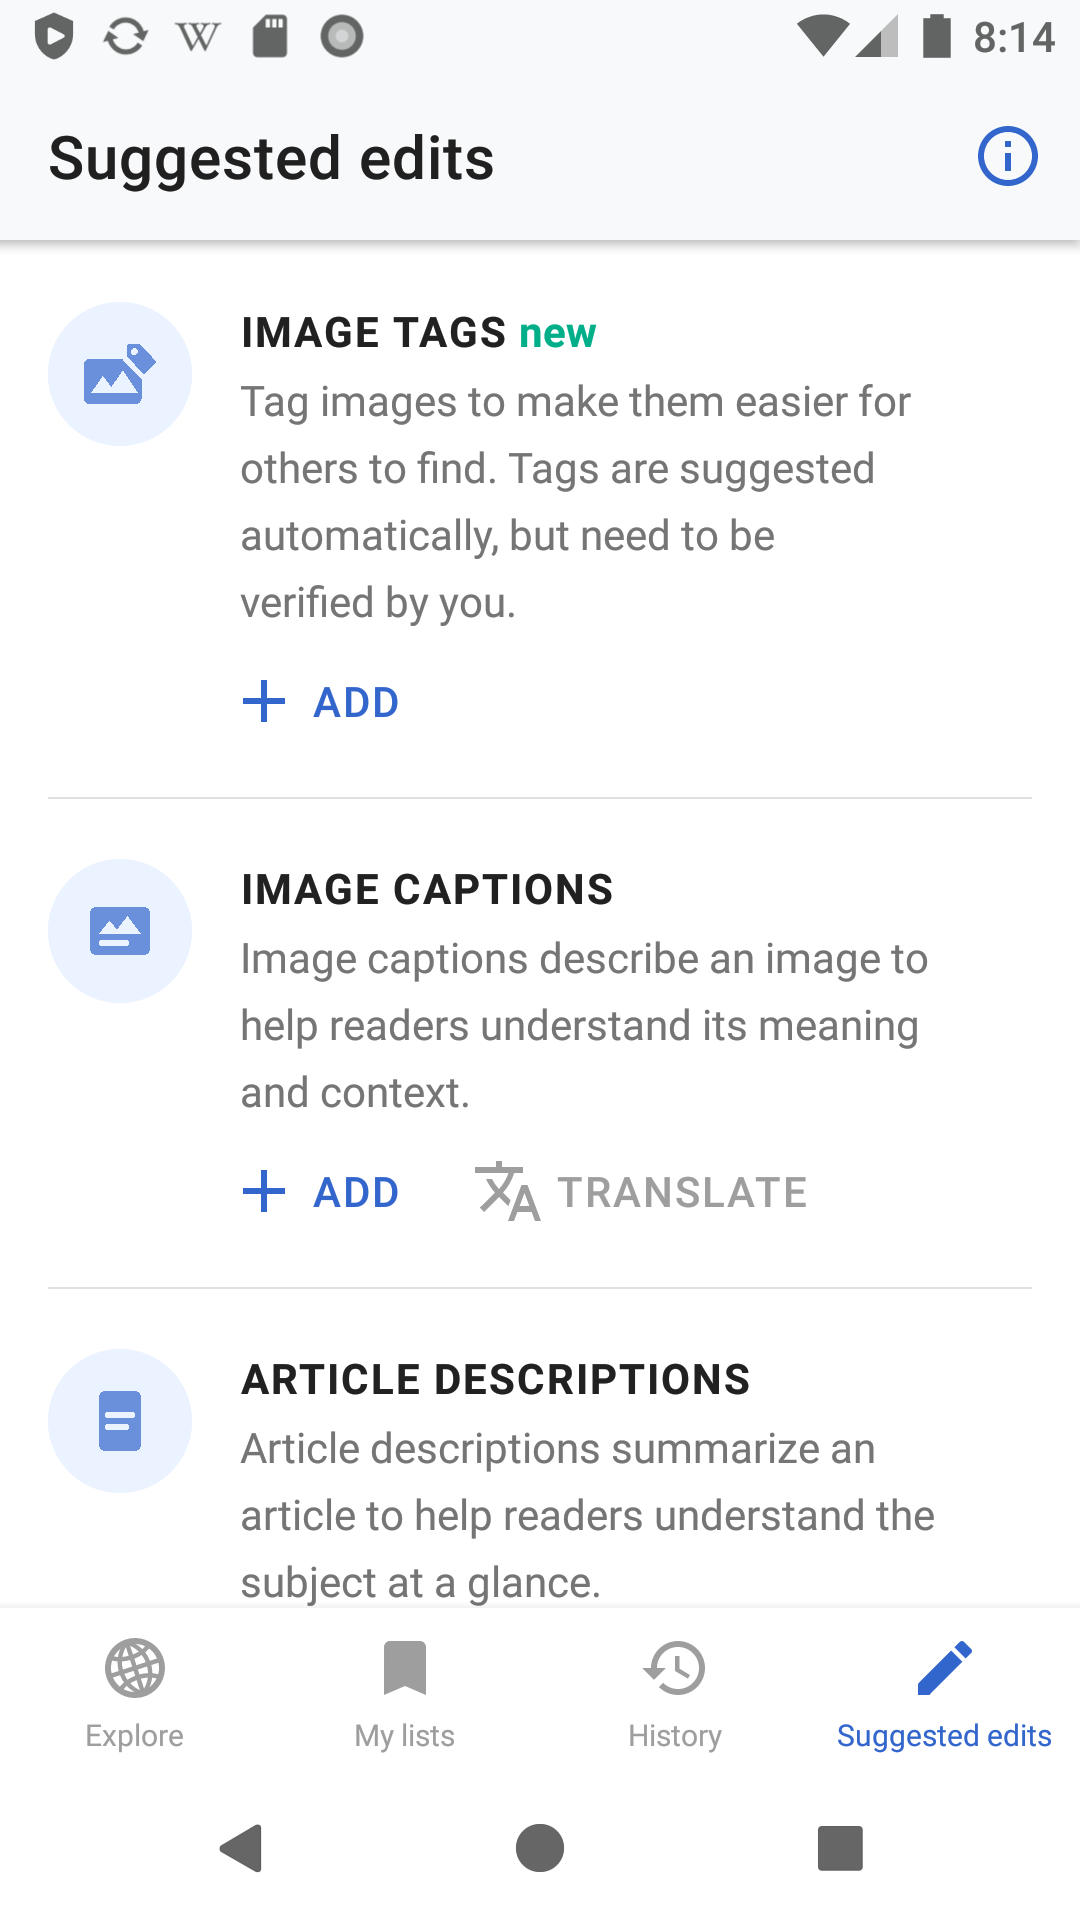 8:14
Suggested edits
IMAGE TAGS new
Tag images to make them easier for
others to find. Tags are suggested
automatically, but need to be
verified by you.
ADD
IMAGE CAPTIONS
Image captions describe an image to
help readers understand its meaning
and context.
ADD TRANSLATE
ARTICLE DESCRIPTIONS
Article descriptions summarize an
article to help readers understand the
subject at a glance.
Explore My lists History Suggested edits